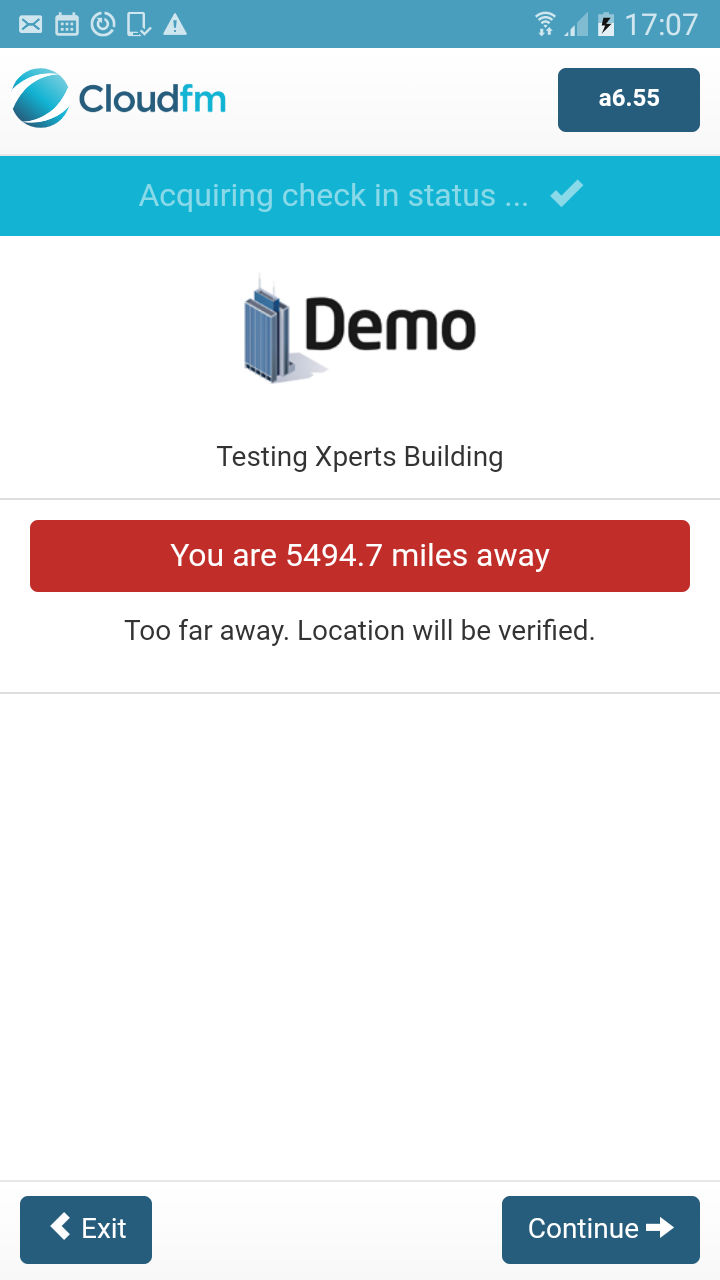 17:07
Cloudfm
a6.55
Acquiring check in status ...
Demo
Testing Xperts Building
You are 5494.7 miles away
Too far away. Location will be verified.
Exit
Continue